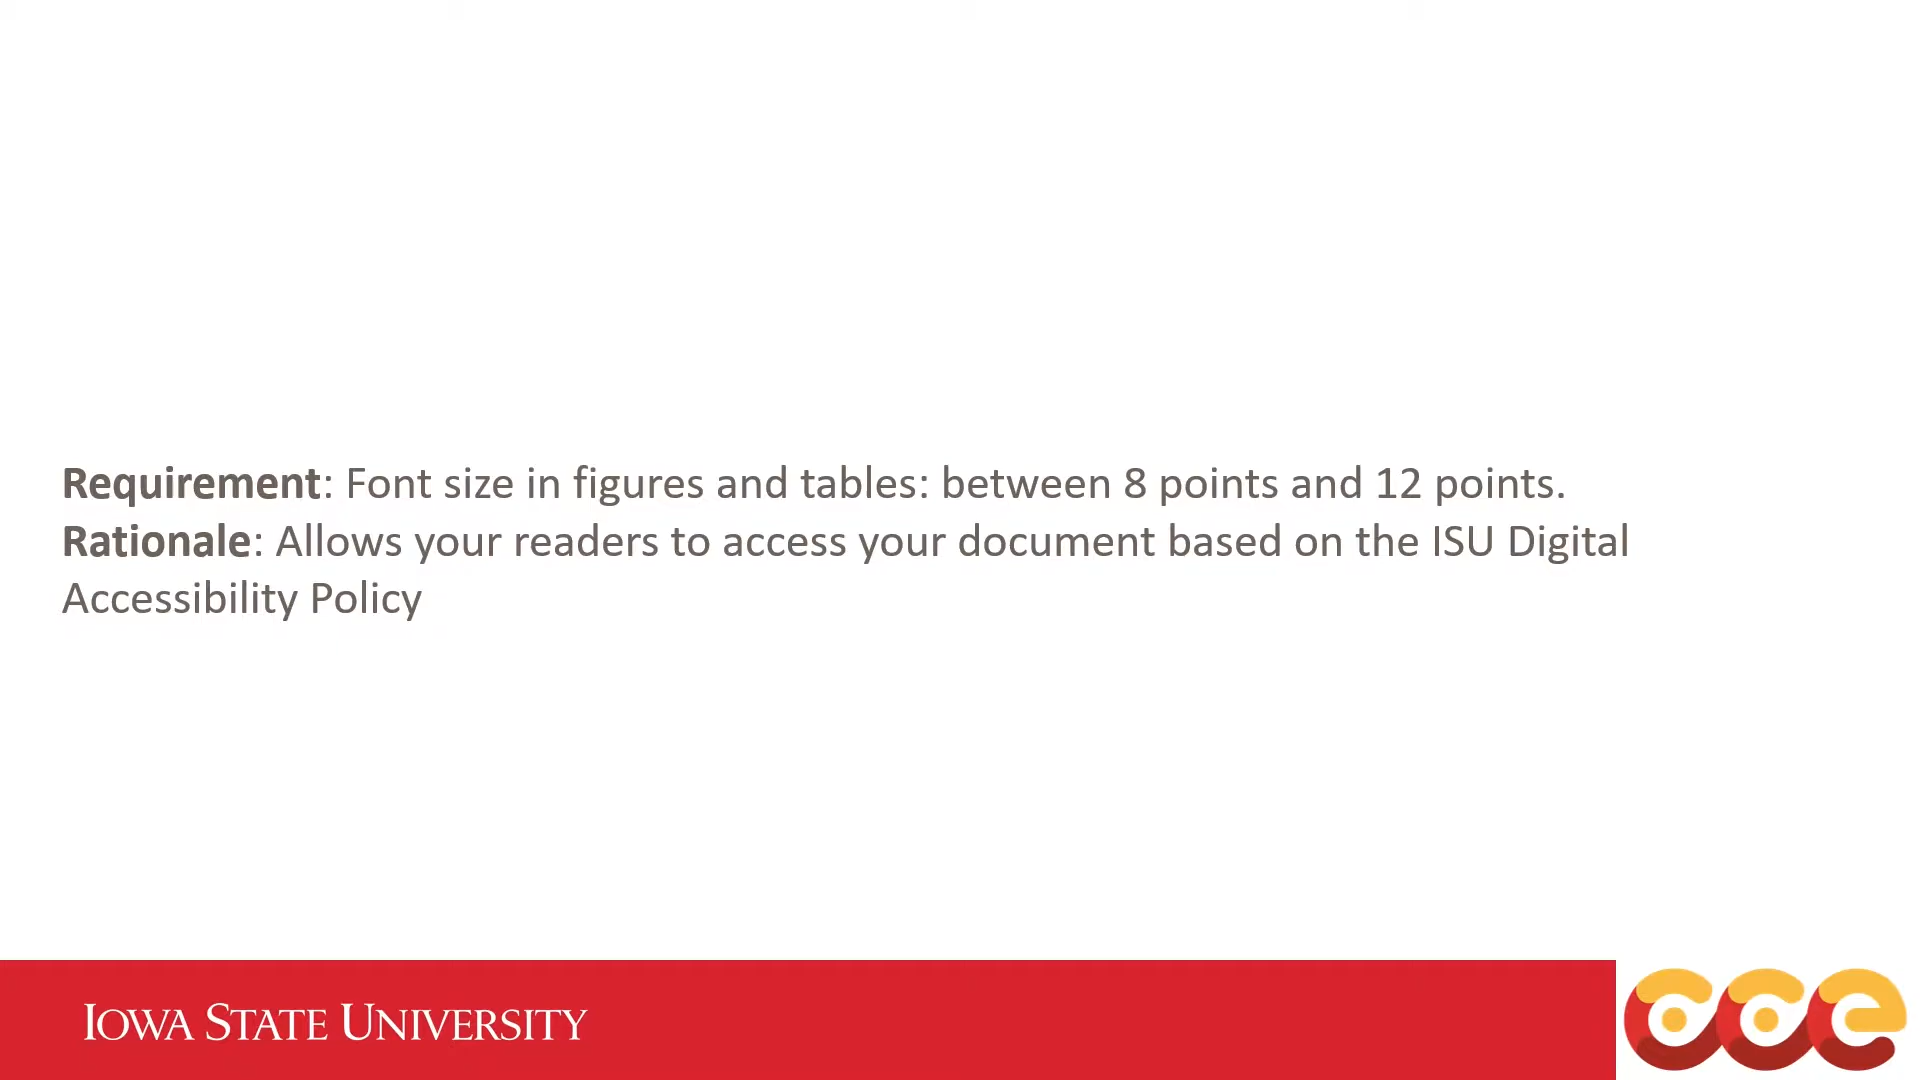 Requirement: Font size in figures and tables: between 8 points and 12 points.
Rationale: Allows your readers to access your document based on the ISU Digital
Accessibility Policy
IOWA STATE UNIVERSITY
cce